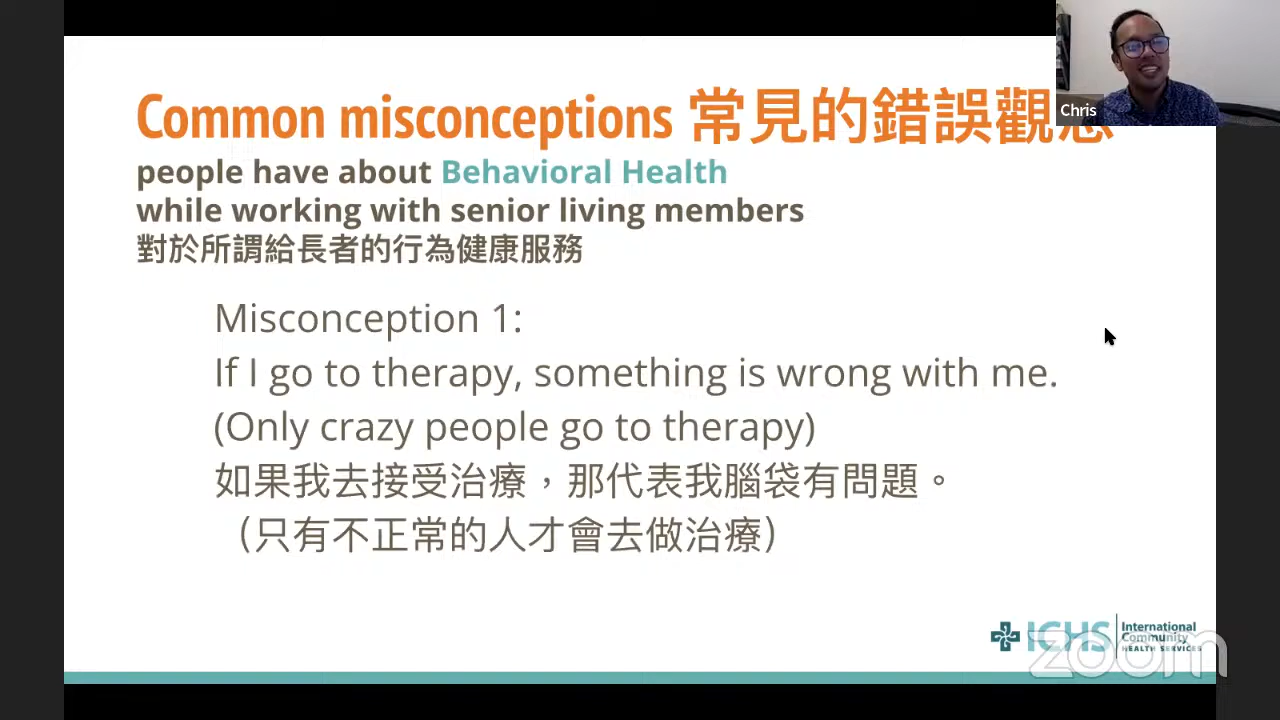 Common misconceptions 常見的錯誤觀念
people have about Behavioral Health
while working with senior living members
對於所謂給長者的行為健康服務
Misconception 1:
If I go to therapy, something is wrong with me.
(Only crazy people go to therapy)
如果我去接受治療，那代表我腦袋有問題。
（只有不正常的人才會去做治療）
Chris
ICHS
International
Community
HEALTH SERVICES
zoom